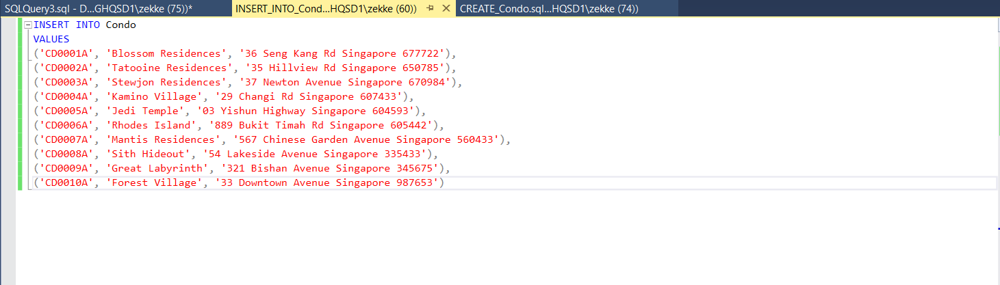 SQLQuery3.sql - D...GHQSD1\zekke (75))* INSERT_INTO_Cond...HQSD1\zekke (60)) CREATE_Condo.sql...HQSD1\zekke (74))
INSERT INTO Condo
VALUES
('CD0001A', 'Blossom Residences', '36 Seng Kang Rd Singapore 677722'),
('CD0002A', 'Tatooine Residences', '35 Hillview Rd Singapore 650785'),
('CD0003A', 'Stewjon Residences', '37 Newton Avenue Singapore 670984'),
('CD0004A', 'Kamino Village', '29 Changi Rd Singapore 607433'),
('CD0005A', 'Jedi Temple', '03 Yishun Highway Singapore 604593'),
('CD0006A', 'Rhodes Island', '889 Bukit Timah Rd Singapore 605442'),
('CD0007A', 'Mantis Residences', '567 Chinese Garden Avenue Singapore 560433'),
('CD0008A', 'Sith Hideout', '54 Lakeside Avenue Singapore 335433'),
('CD0009A', 'Great Labyrinth', '321 Bishan Avenue Singapore 345675'),
('CD0010A', 'Forest Village', '33 Downtown Avenue Singapore 987653')